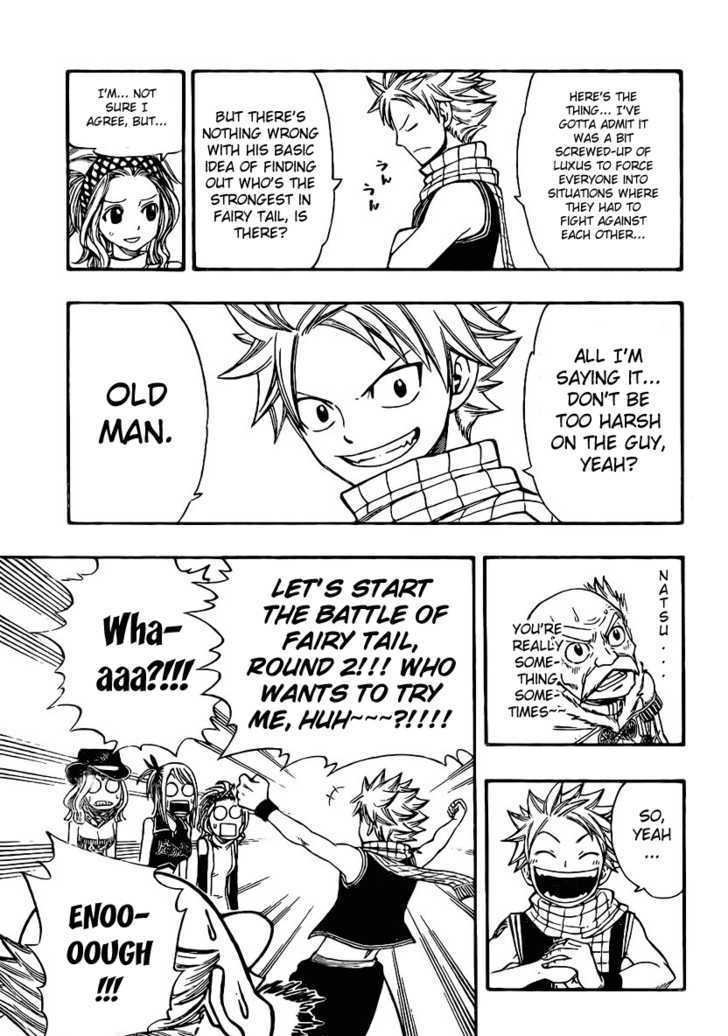 HERE'S THE
THING... I'VE
GOTTA ADMIT IT
WAS A BIT
SCREWED-UP OF
LUXUS TO FORCE
EVERYONE INTO
SITUATIONS WHERE
THEY HAD TO
FIGHT AGAINST
EACH OTHER...
うんうん
BUT THERE'S
NOTHING WRONG
WITH HIS BASIC
IDEA OF FINDING
OUT WHO'S THE
STRONGEST IN
FAIRY TAIL, IS
THERE?
I'M... NOT
SURE I
AGREE, BUT...
ALL I'M
SAYING IT...
DON'T BE
TOO HARSH
ON THE GUY,
YEAH?
OLD
MAN.
NATSU...
YOU'RE
REALLY
SOME-
THING
SOME-
TIMES~~
SO,
YEAH
...
LET'S START
THE BATTLE OF
FAIRY TAIL,
ROUND 2!!! WHO
WANTS TO TRY
ME, HUH~~~?!!!!
Wha-
aaa?!!!
ENOO-
OOUGH
!!!